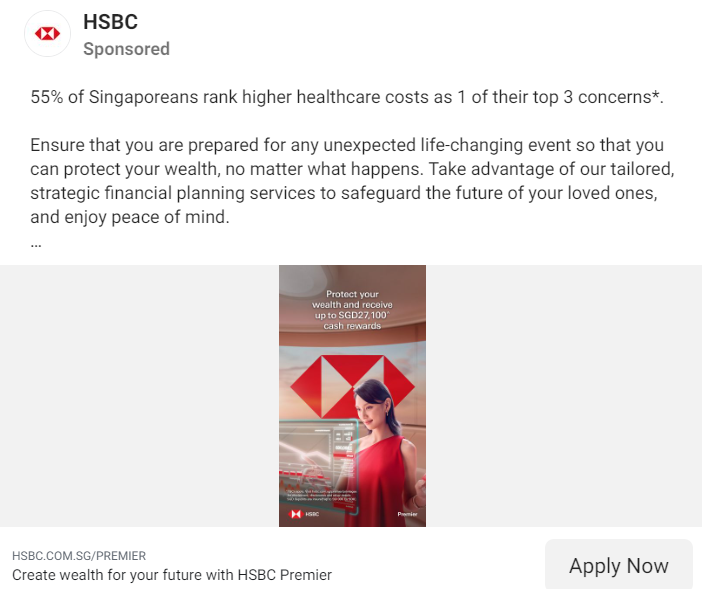 HSBC
Sponsored
55% of Singaporeans rank higher healthcare costs as 1 of their top 3 concerns*.
Ensure that you are prepared for any unexpected life-changing event so that you
can protect your wealth, no matter what happens. Take advantage of our tailored,
strategic financial planning services to safeguard the future of your loved ones,
and enjoy peace of mind.
...
Protect your
wealth and receive
up to SGD27,100^
cash rewards
HSBC
Premier
HSBC.COM.SG/PREMIER
Create wealth for your future with HSBC Premier
Apply Now